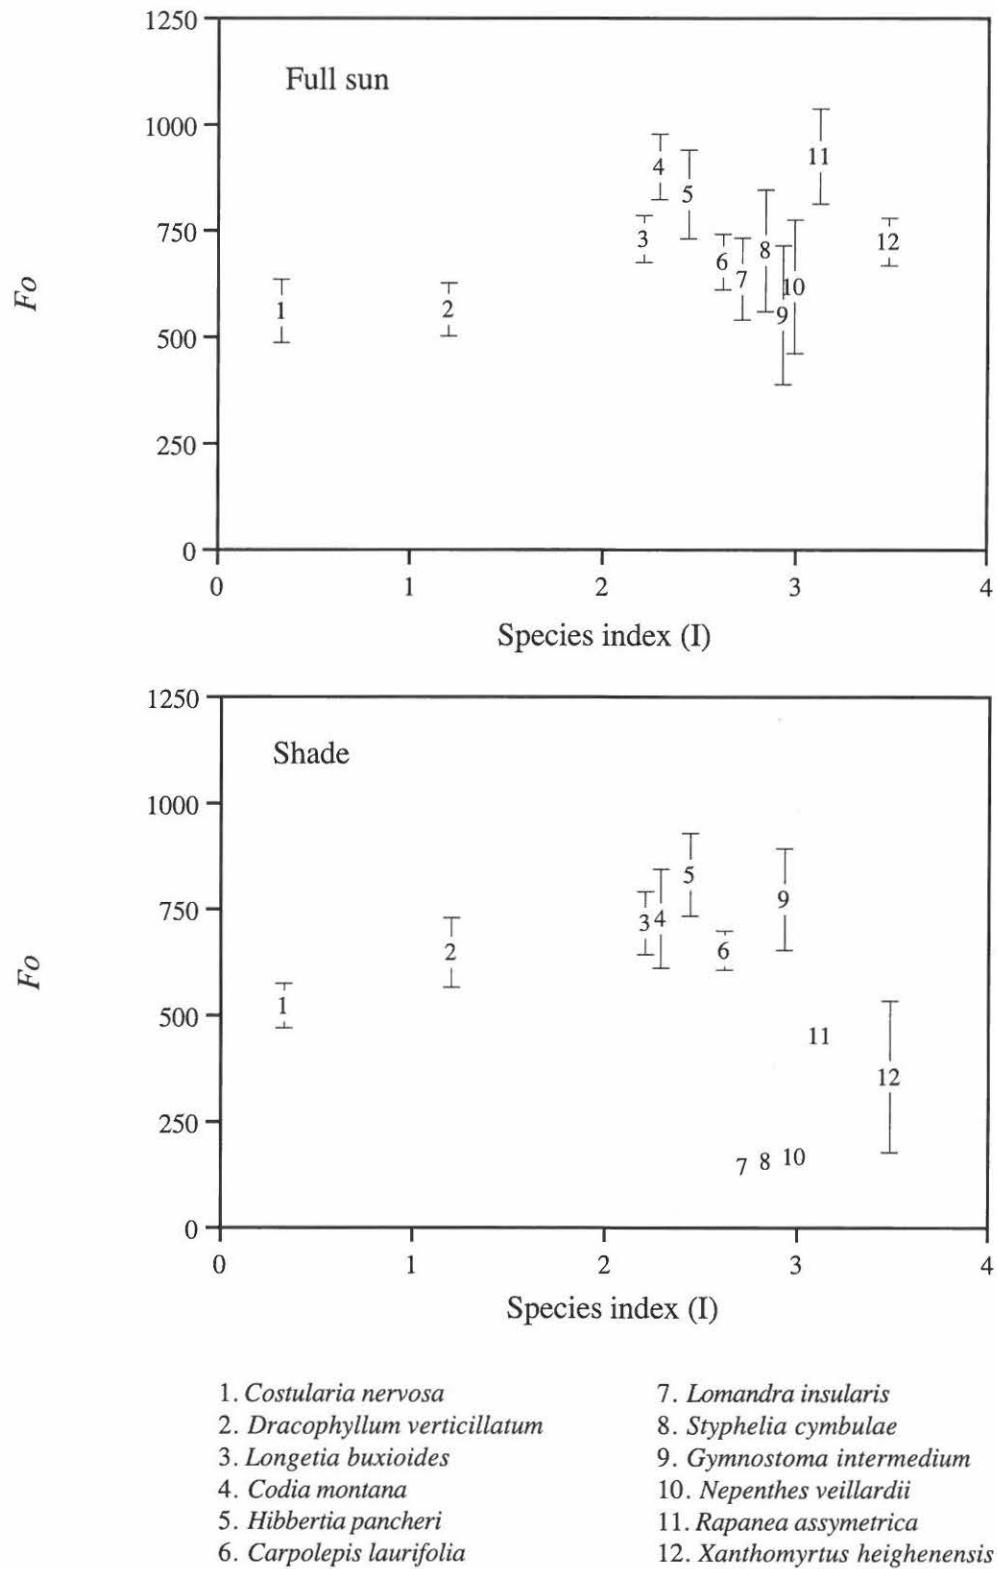 1250
Full sun
1000
4
11
5
750
3
8
12
6
7
10
Fo
1
2
9
500
250
0
0 1 2 3 4
Species index (I)
1250
Shade
1000
5
9
750
3 4
2
6
Fo
1
500
11
12
250
7 8 10
0
0 1 2 3 4
Species index (I)
1. Costularia nervosa
2. Dracophyllum verticillatum
3. Longetia buxioides
4. Codia montana
5. Hibbertia pancheri
6. Carpolepis laurifolia
7. Lomandra insularis
8. Styphelia cymbulae
9. Gymnostoma intermedium
10. Nepenthes veillardii
11. Rapanea assymetrica
12. Xanthomyrtus heighenensis